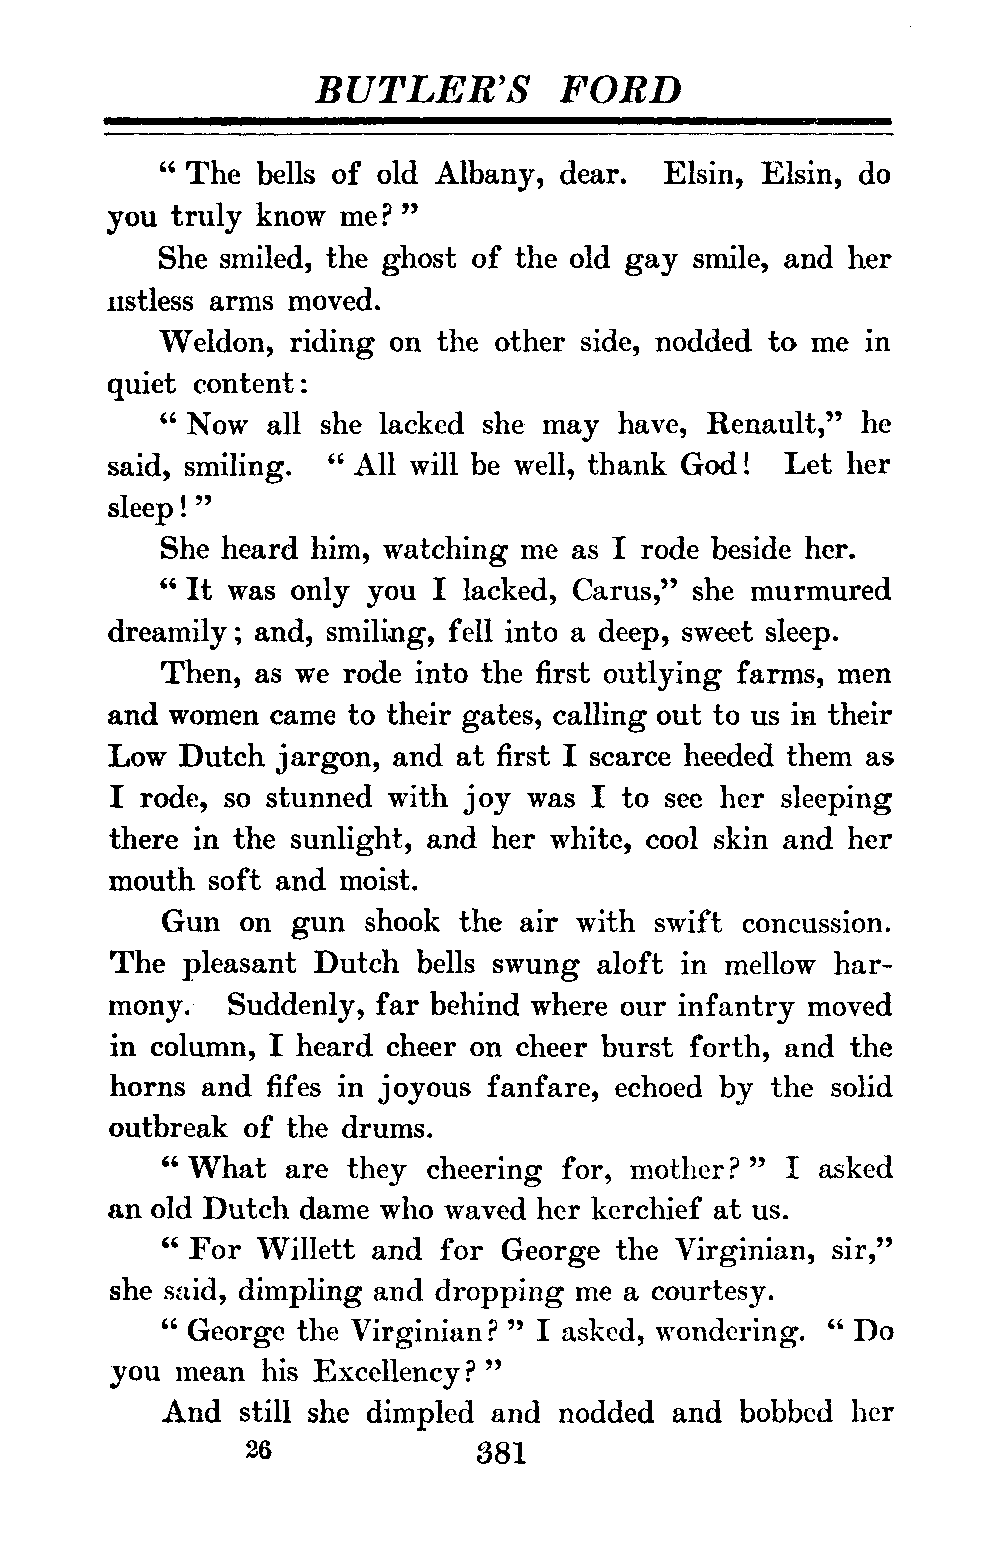 BUTLER'S FORD
“ The bells of old Albany, dear. Elsin, Elsin, do
you truly know me? ”
She smiled, the ghost of the old gay smile, and her
listless arms moved.
Weldon, riding on the other side, nodded to me in
quiet content:
“ Now all she lacked she may have, Renault,” he
said, smiling. “ All will be well, thank God! Let her
sleep! ”
She heard him, watching me as I rode beside her.
“ It was only you I lacked, Carus,” she murmured
dreamily; and, smiling, fell into a deep, sweet sleep.
Then, as we rode into the first outlying farms, men
and women came to their gates, calling out to us in their
Low Dutch jargon, and at first I scarce heeded them as
I rode, so stunned with joy was I to see her sleeping
there in the sunlight, and her white, cool skin and her
mouth soft and moist.
Gun on gun shook the air with swift concussion.
The pleasant Dutch bells swung aloft in mellow har-
mony. Suddenly, far behind where our infantry moved
in column, I heard cheer on cheer burst forth, and the
horns and fifes in joyous fanfare, echoed by the solid
outbreak of the drums.
“ What are they cheering for, mother? ” I asked
an old Dutch dame who waved her kerchief at us.
“ For Willett and for George the Virginian, sir,”
she said, dimpling and dropping me a courtesy.
“ George the Virginian? ” I asked, wondering. “ Do
you mean his Excellency? ”
And still she dimpled and nodded and bobbed her
26 381